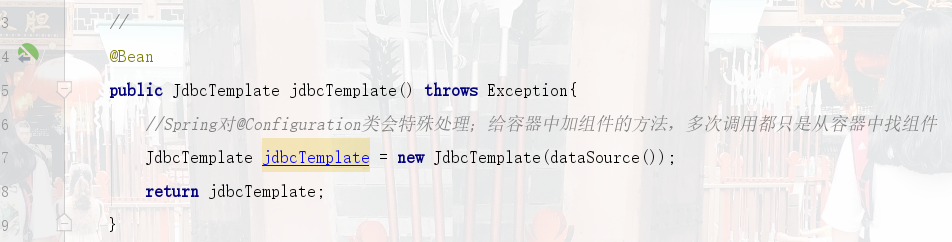 3 //
4 @Bean
5 public JdbcTemplate jdbcTemplate() throws Exception{
6 //Spring对@Configuration类会特殊处理；给容器中加组件的方法，多次调用都只是从容器中找组件
7 JdbcTemplate jdbcTemplate = new JdbcTemplate(dataSource());
8 return jdbcTemplate;
9 }